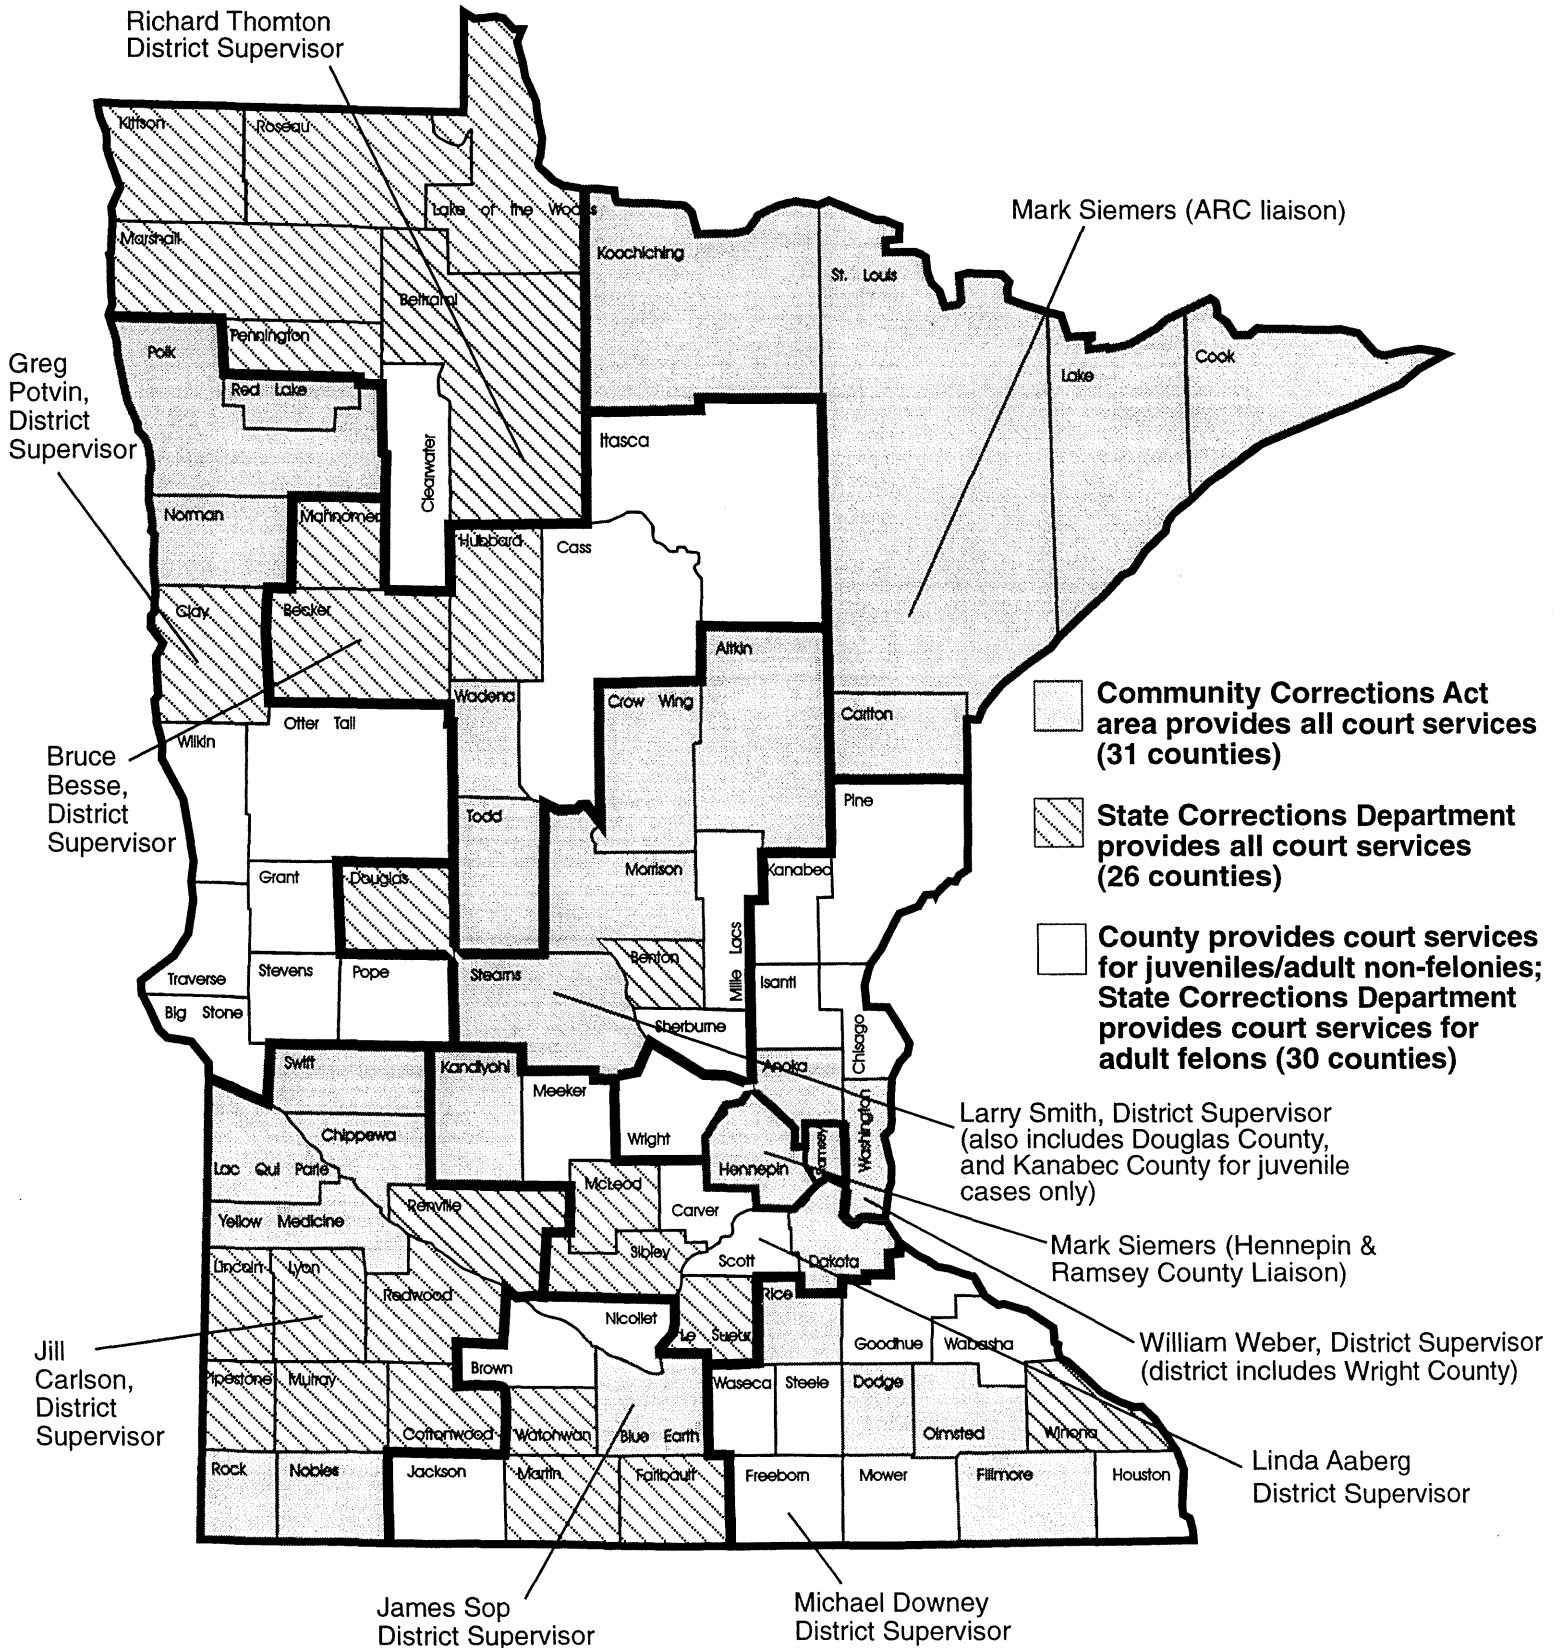 Richard Thomton
District Supervisor
Kittson
Roseau
Lake of the Woods
Mark Siemers (ARC liaison)
Marshall
Koochiching
St. Louis
Beltrami
Pennington
Polk
Cook
Greg
Potvin,
District
Supervisor
Red Lake
Lake
Clearwater
Itasca
Norman
Mahnomen
Hubbard
Cass
Clay
Becker
Aitkin
Wadena
Crow Wing
Carlton
Otter Tail
Wilkin
Bruce
Besse,
District
Supervisor
Community Corrections Act
area provides all court services
(31 counties)
Pine
Todd
State Corrections Department
provides all court services
(26 counties)
Grant
Douglas
Morrison
Kanabec
Mille Lacs
County provides court services
for juveniles/adult non-felonies;
State Corrections Department
provides court services for
adult felons (30 counties)
Traverse
Stevens
Pope
Stearns
Benton
Isanti
Big Stone
Sherburne
Chisago
Swift
Kandiyohi
Meeker
Anoka
Larry Smith, District Supervisor
(also includes Douglas County,
and Kanabec County for juvenile
cases only)
Chippewa
Wright
Ramsey
Washington
Lac Qui Parle
Hennepin
McLeod
Renville
Carver
Yellow Medicine
Sibley
Scott
Dakota
Mark Siemers (Hennepin &
Ramsey County Liaison)
Lincoln
Lyon
Redwood
Rice
Nicollet
Le Sueur
Goodhue
Wabasha
William Weber, District Supervisor
(district includes Wright County)
Jill
Carlson,
District
Supervisor
Brown
Pipestone
Murray
Waseca
Steele
Dodge
Cottonwood
Watonwan
Blue Earth
Olmsted
Winona
Linda Aaberg
District Supervisor
Rock
Nobles
Jackson
Martin
Faribault
Freeborn
Mower
Fillmore
Houston
James Sop
District Supervisor
Michael Downey
District Supervisor